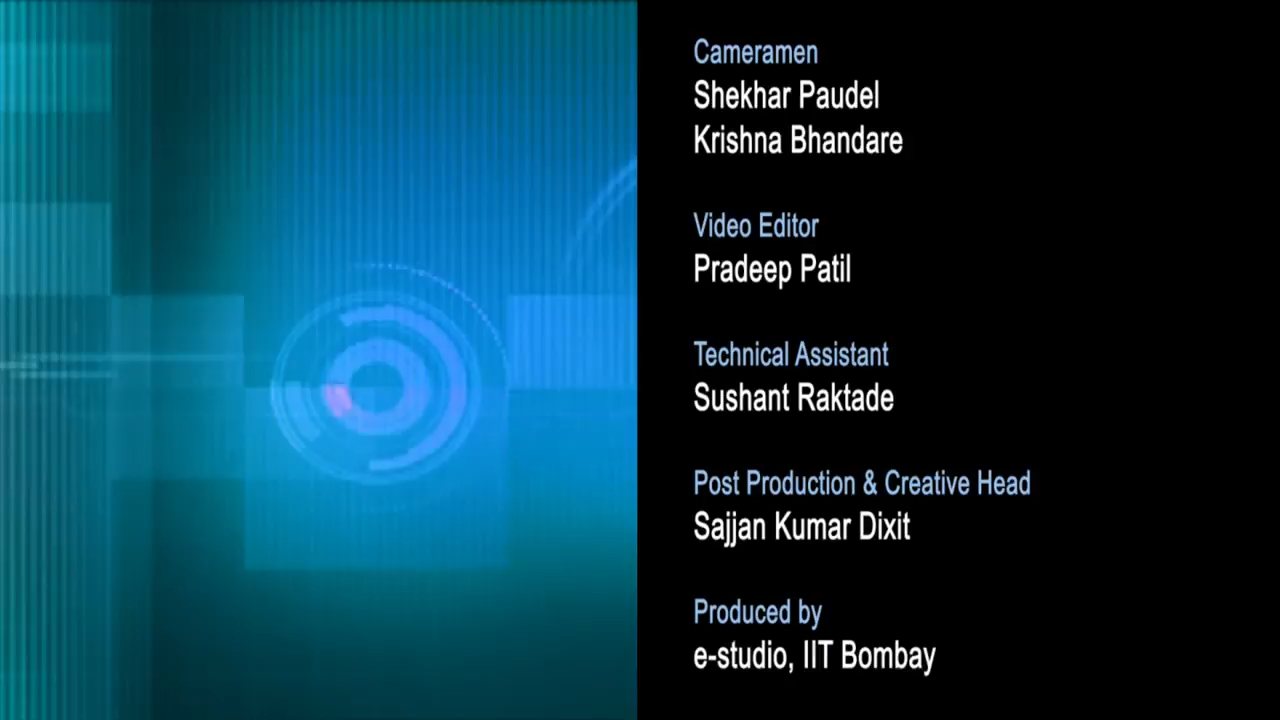 Cameramen
Shekhar Paudel
Krishna Bhandare
Video Editor
Pradeep Patil
Technical Assistant
Sushant Raktade
Post Production & Creative Head
Sajjan Kumar Dixit
Produced by
e-studio, IIT Bombay